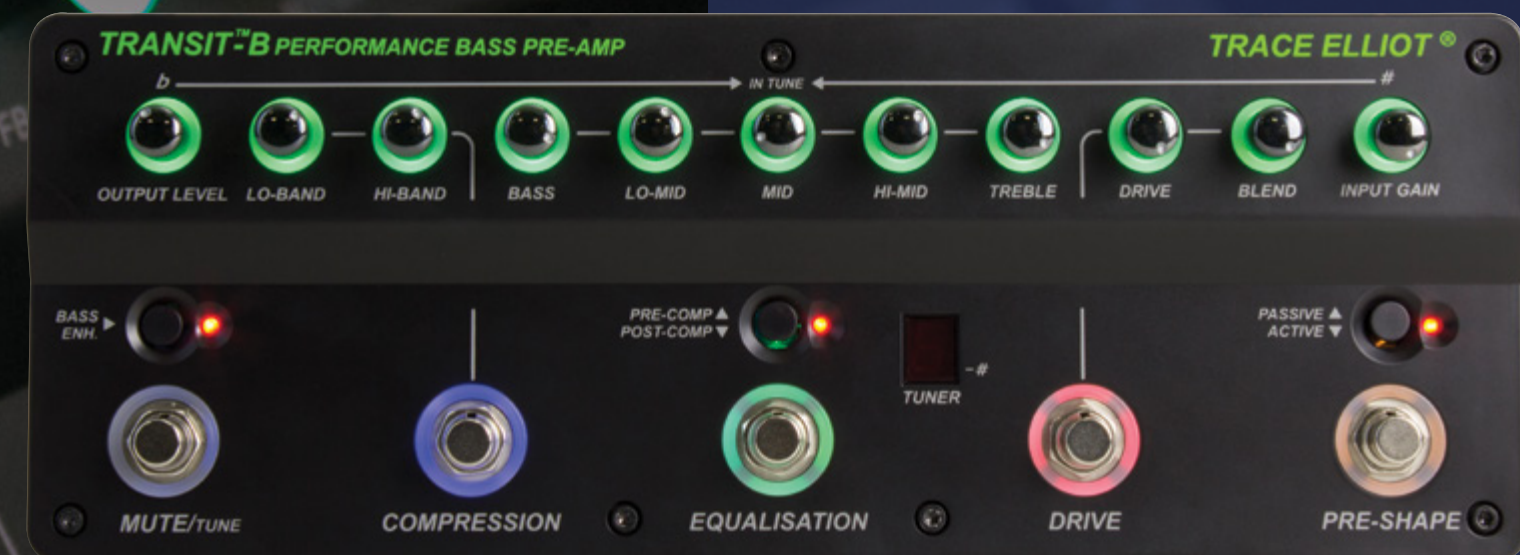 TRANSIT-™B PERFORMANCE BASS PRE-AMP
TRACE ELLIOT ®
b IN TUNE #
OUTPUT LEVEL LO-BAND HI-BAND BASS LO-MID MID HI-MID TREBLE DRIVE BLEND INPUT GAIN
BASS
ENH.
PRE-COMP ▲
POST-COMP ▼
PASSIVE ▲
ACTIVE ▼
-#
TUNER
MUTE/TUNE COMPRESSION EQUALISATION DRIVE PRE-SHAPE